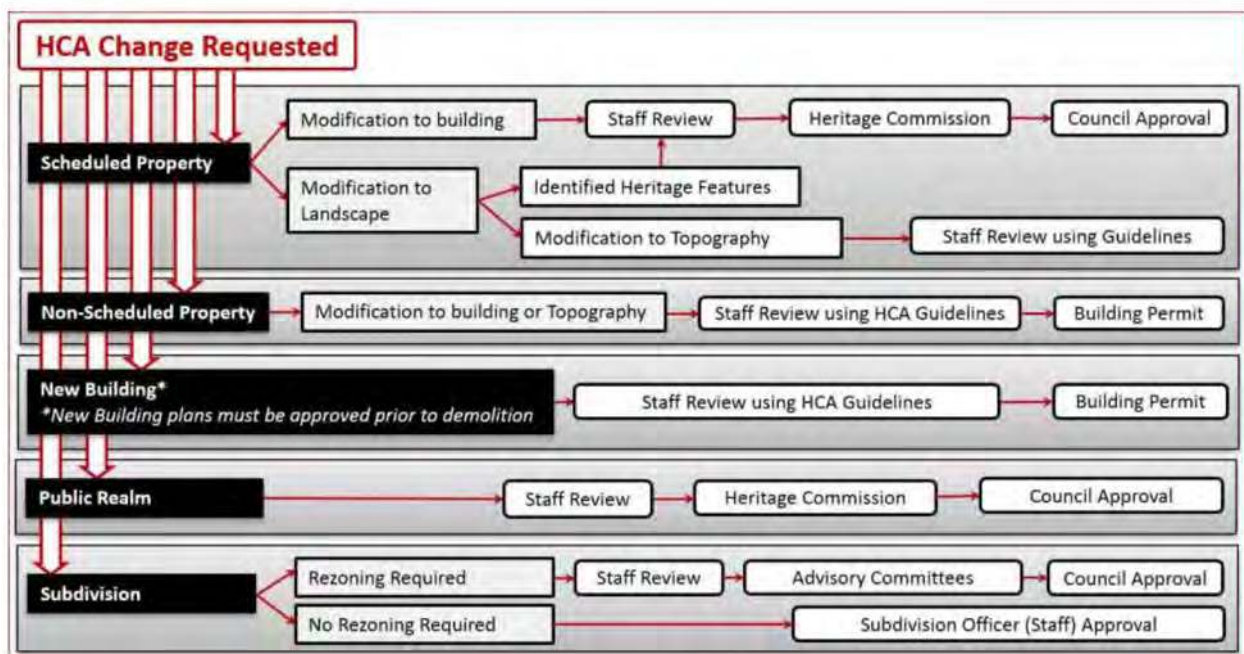 HCA Change Requested
Modification to building
Staff Review
Heritage Commission
Council Approval
Scheduled Property
Modification to
Landscape
Identified Heritage Features
Modification to Topography
Staff Review using Guidelines
Non-Scheduled Property
Modification to building or Topography
Staff Review using HCA Guidelines
Building Permit
New Building*
*New Building plans must be approved prior to demolition
Staff Review using HCA Guidelines
Building Permit
Public Realm
Staff Review
Heritage Commission
Council Approval
Subdivision
Rezoning Required
Staff Review
Advisory Committees
Council Approval
No Rezoning Required
Subdivision Officer (Staff) Approval